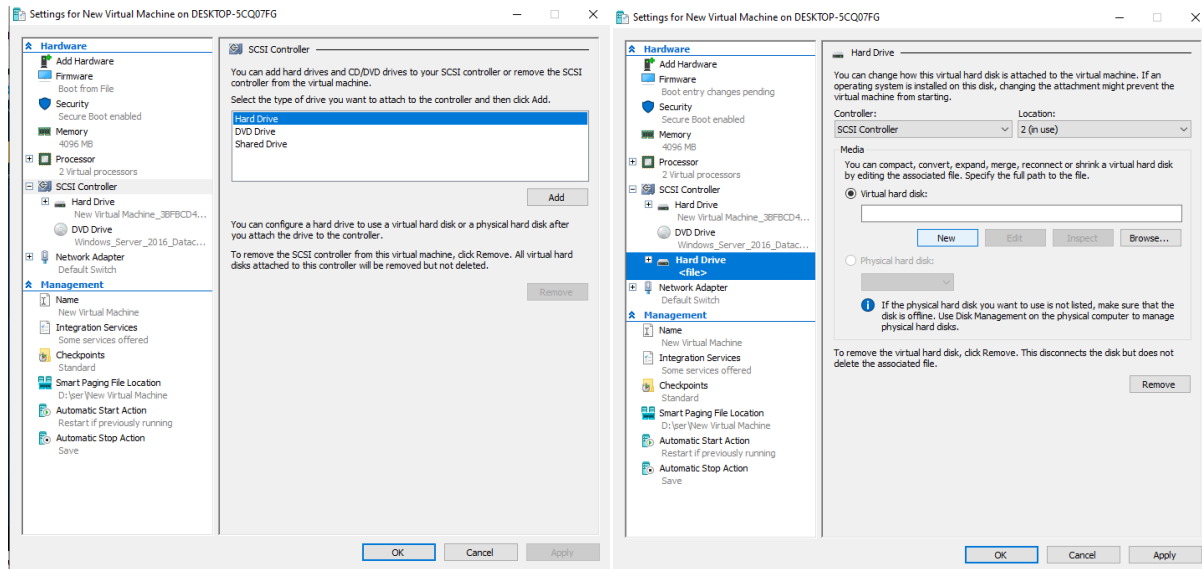 Settings for New Virtual Machine on DESKTOP-5CQ07FG
Hardware
Add Hardware
Firmware
Boot from File
Security
Secure Boot enabled
Memory
4096 MB
Processor
2 Virtual processors
SCSI Controller
Hard Drive
New Virtual Machine_3BFBCD4...
DVD Drive
Windows_Server_2016_Datac...
Network Adapter
Default Switch
Management
Name
New Virtual Machine
Integration Services
Some services offered
Checkpoints
Standard
Smart Paging File Location
D:\ser\New Virtual Machine
Automatic Start Action
Restart if previously running
Automatic Stop Action
Save
SCSI Controller
You can add hard drives and CD/DVD drives to your SCSI controller or remove the SCSI
controller from the virtual machine.
Select the type of drive you want to attach to the controller and then click Add.
Hard Drive
DVD Drive
Shared Drive
Add
You can configure a hard drive to use a virtual hard disk or a physical hard disk after
you attach the drive to the controller.
To remove the SCSI controller from this virtual machine, click Remove. All virtual hard
disks attached to this controller will be removed but not deleted.
Remove
OK
Cancel
Apply
Settings for New Virtual Machine on DESKTOP-5CQ07FG
Hardware
Add Hardware
Firmware
Boot entry changes pending
Security
Secure Boot enabled
Memory
4096 MB
Processor
2 Virtual processors
SCSI Controller
Hard Drive
New Virtual Machine_3BFBCD4...
DVD Drive
Windows_Server_2016_Datac...
Hard Drive
<file>
Network Adapter
Default Switch
Management
Name
New Virtual Machine
Integration Services
Some services offered
Checkpoints
Standard
Smart Paging File Location
D:\ser\New Virtual Machine
Automatic Start Action
Restart if previously running
Automatic Stop Action
Save
Hard Drive
You can change how this virtual hard disk is attached to the virtual machine. If an
operating system is installed on this disk, changing the attachment might prevent the
virtual machine from starting.
Controller:
Location:
SCSI Controller
2 (in use)
Media
You can compact, convert, expand, merge, reconnect or shrink a virtual hard disk
by editing the associated file. Specify the full path to the file.
Virtual hard disk:
New
Edit
Inspect
Browse...
Physical hard disk:
If the physical hard disk you want to use is not listed, make sure that the
disk is offline. Use Disk Management on the physical computer to manage
physical hard disks.
To remove the virtual hard disk, click Remove. This disconnects the disk but does not
delete the associated file.
Remove
OK
Cancel
Apply